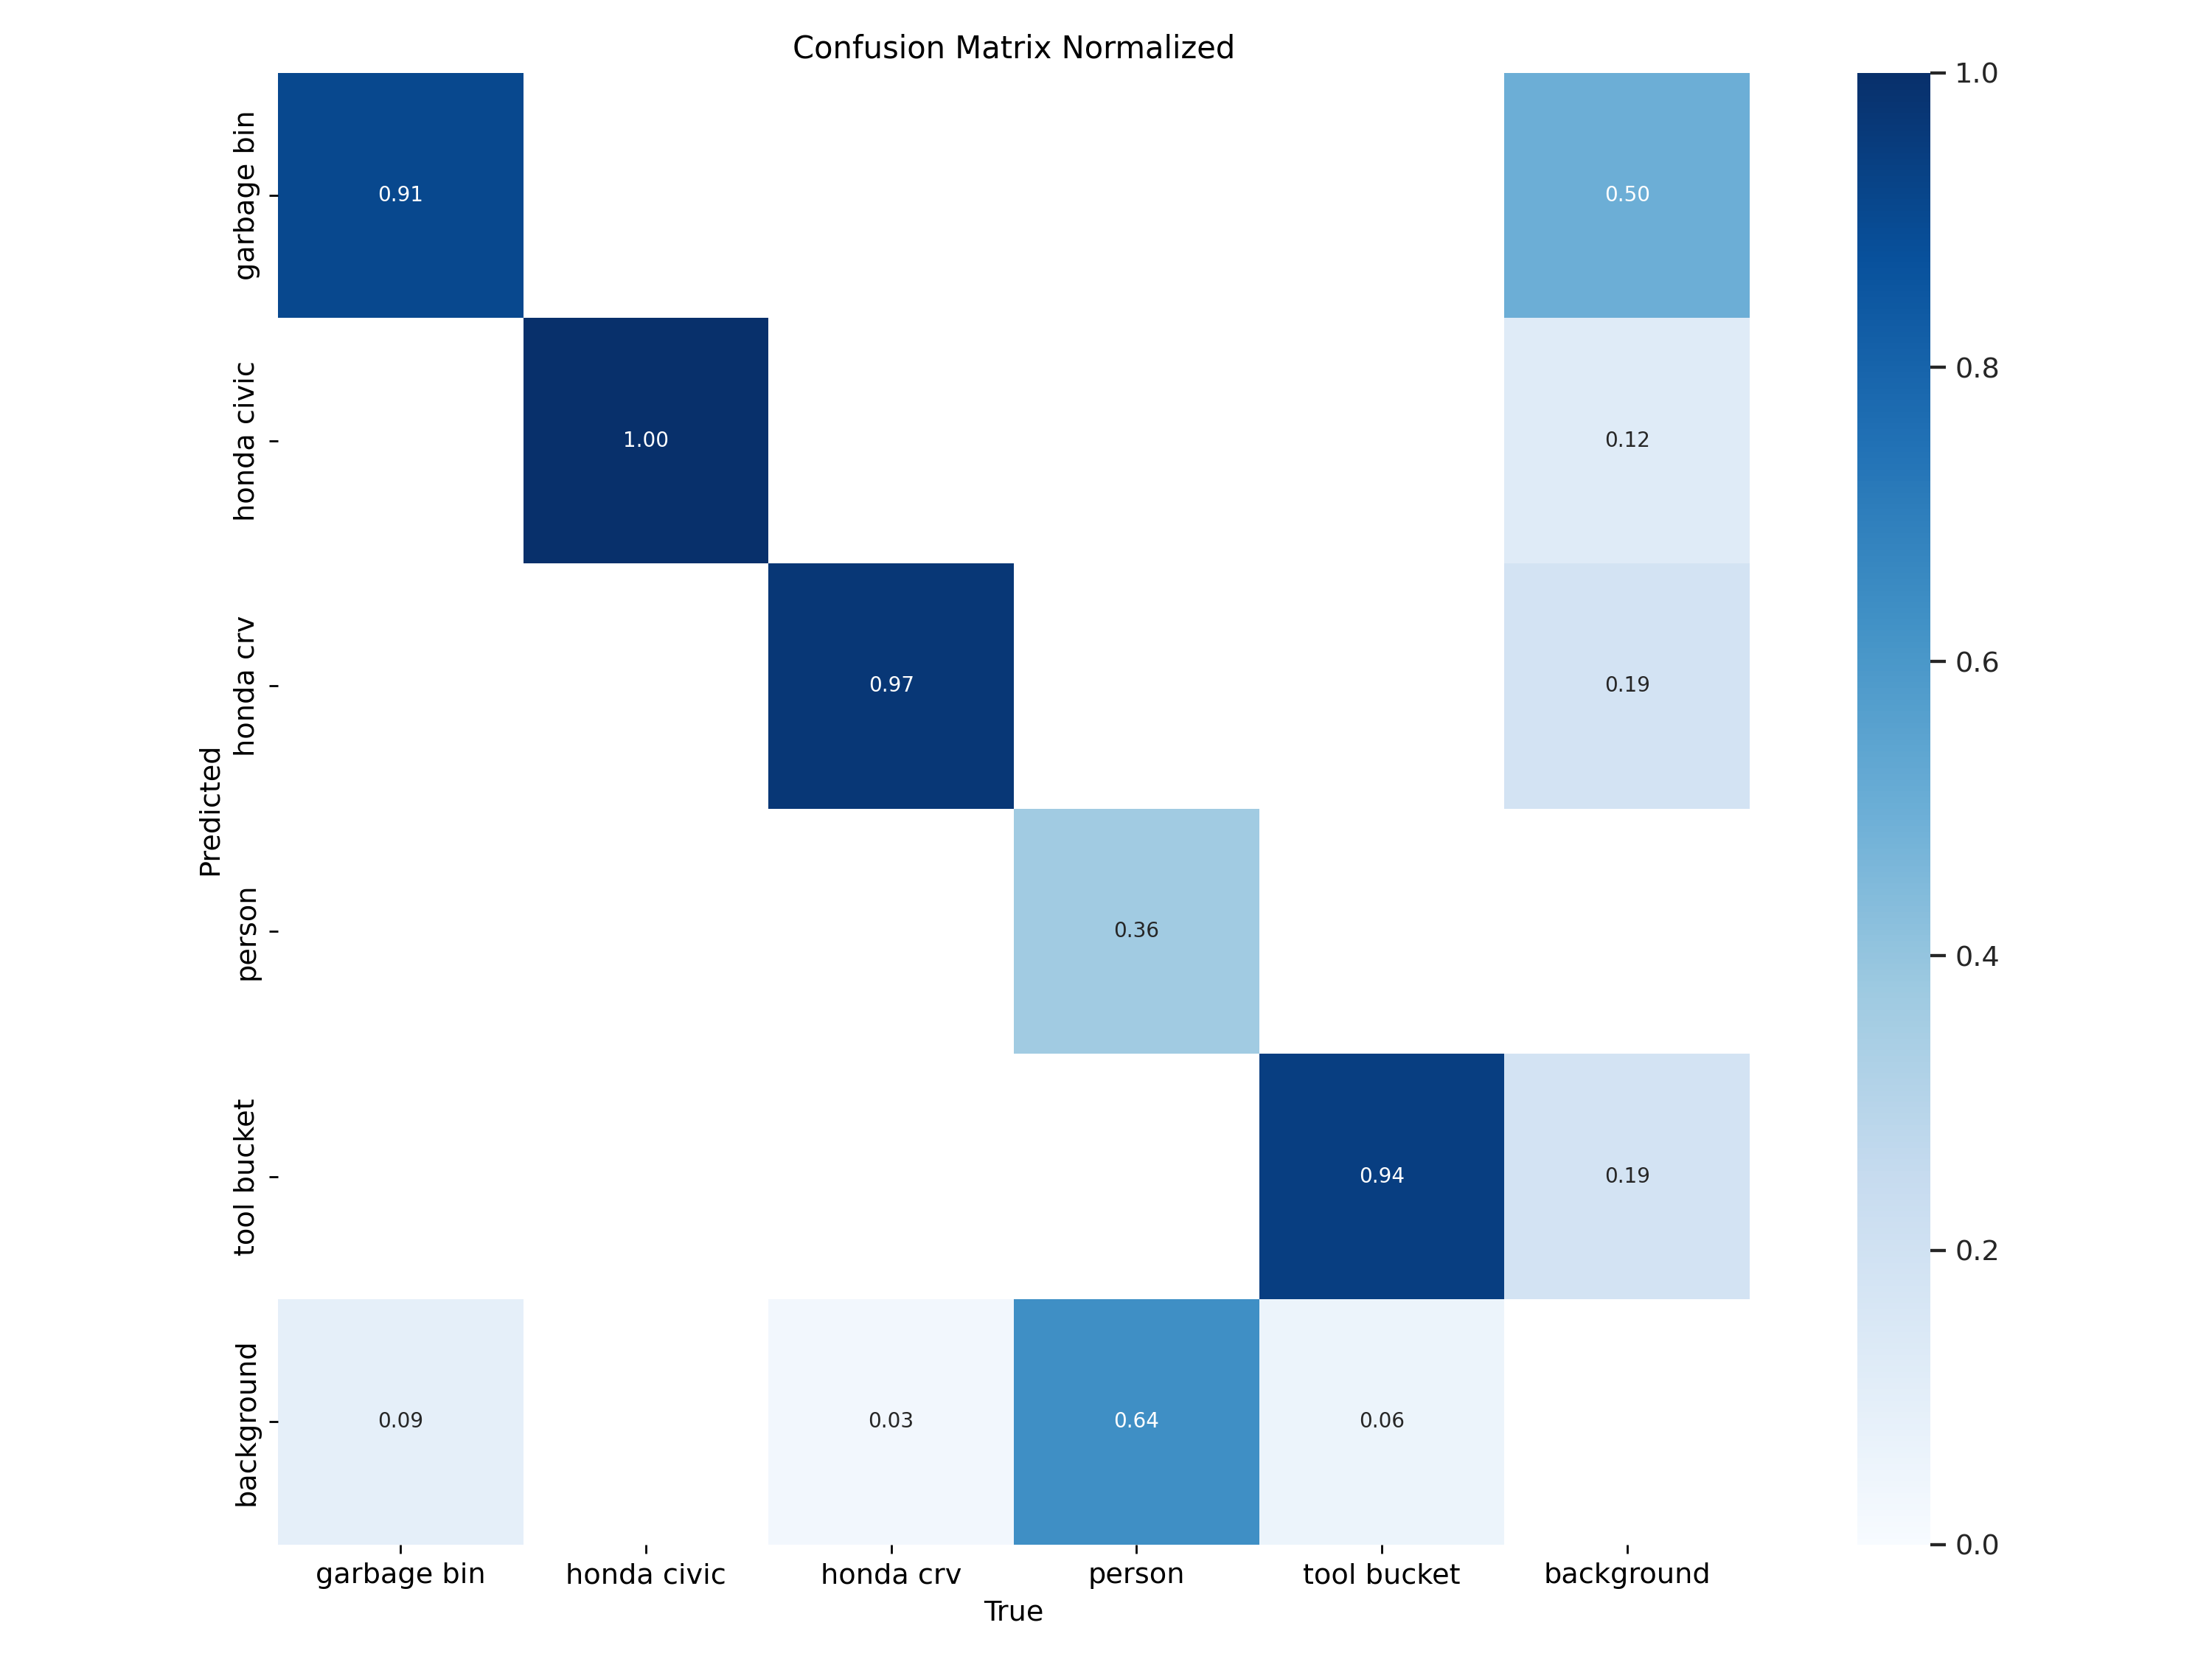 Confusion Matrix Normalized
garbage bin
honda civic
honda crv
person
tool bucket
background
Predicted
0.91
0.50
1.00
0.12
0.97
0.19
0.36
0.94
0.19
0.09
0.03
0.64
0.06
garbage bin
honda civic
honda crv
person
tool bucket
background
True
1.0
0.8
0.6
0.4
0.2
0.0